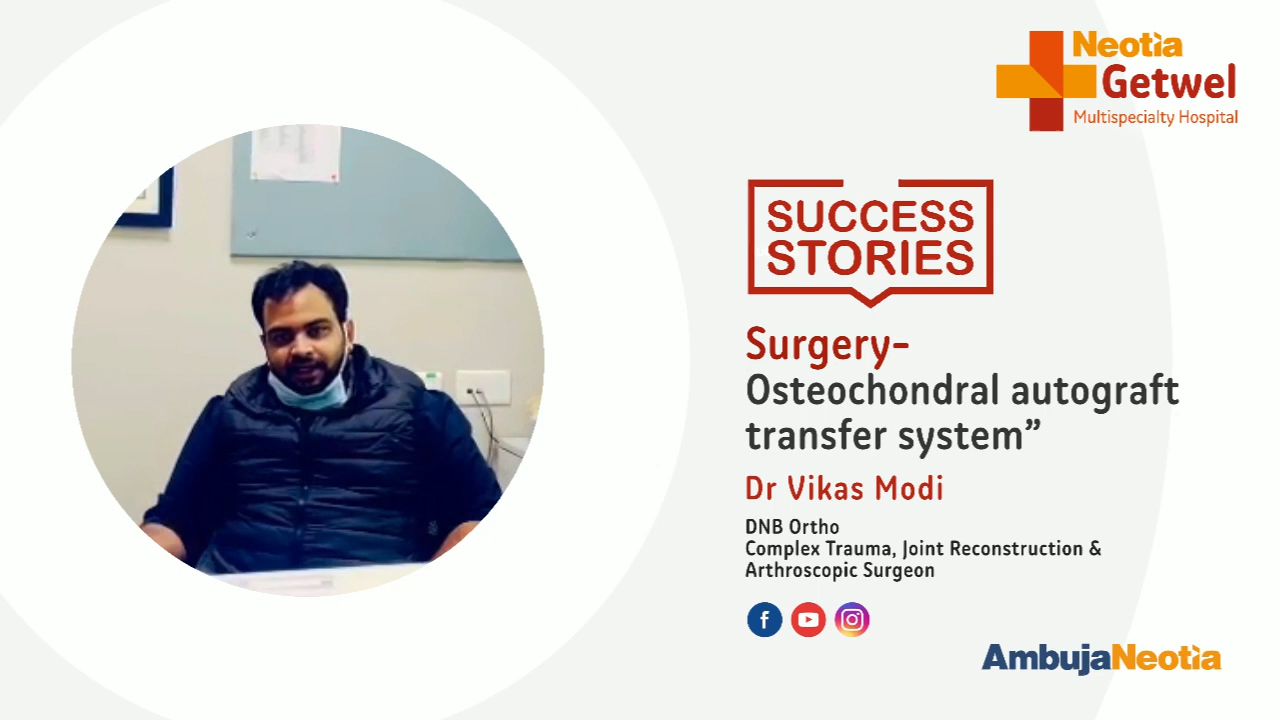 Neotia
Getwel
Multispecialty Hospital
SUCCESS
STORIES
Surgery-
Osteochondral autograft
transfer system”
Dr Vikas Modi
DNB Ortho
Complex Trauma, Joint Reconstruction &
Arthroscopic Surgeon
f
AmbujaNeotia